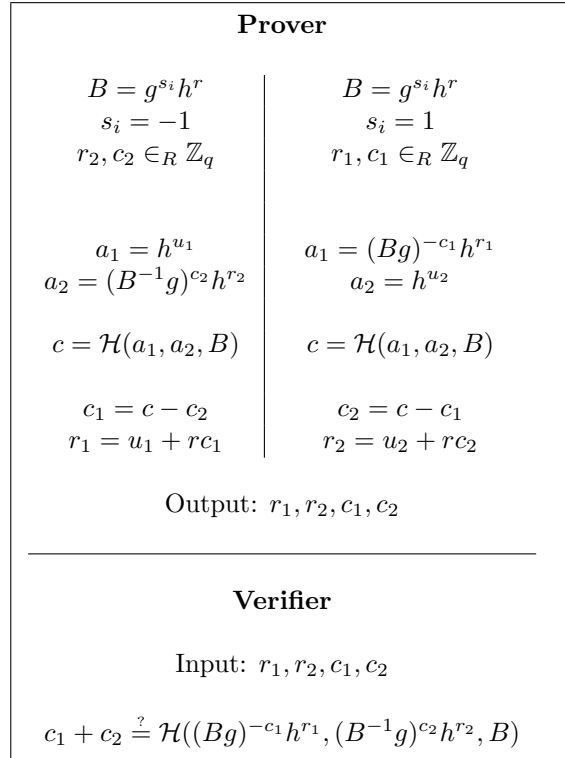 Prover
B = g^{s_i}h^r B = g^{s_i}h^r
s_i = −1 s_i = 1
r_2, c_2 ∈_R ℤ_q r_1, c_1 ∈_R ℤ_q
a_1 = h^{u_1} a_1 = (Bg)^{−c_1}h^{r_1}
a_2 = (B^{−1}g)^{c_2}h^{r_2} a_2 = h^{u_2}
c = ℋ(a_1, a_2, B) c = ℋ(a_1, a_2, B)
c_1 = c − c_2 c_2 = c − c_1
r_1 = u_1 + rc_1 r_2 = u_2 + rc_2
Output: r_1, r_2, c_1, c_2
Verifier
Input: r_1, r_2, c_1, c_2
c_1 + c_2 ≟ ℋ((Bg)^{−c_1}h^{r_1}, (B^{−1}g)^{c_2}h^{r_2}, B)